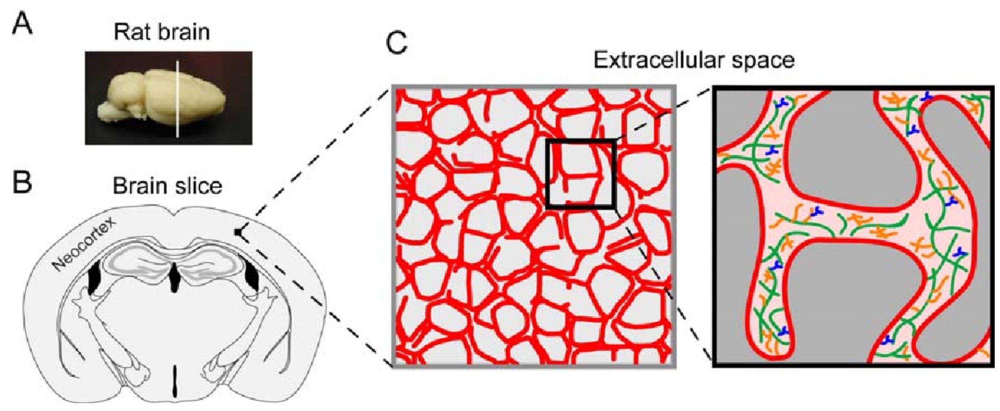 A
Rat brain
B
Brain slice
Neocortex
C
Extracellular space